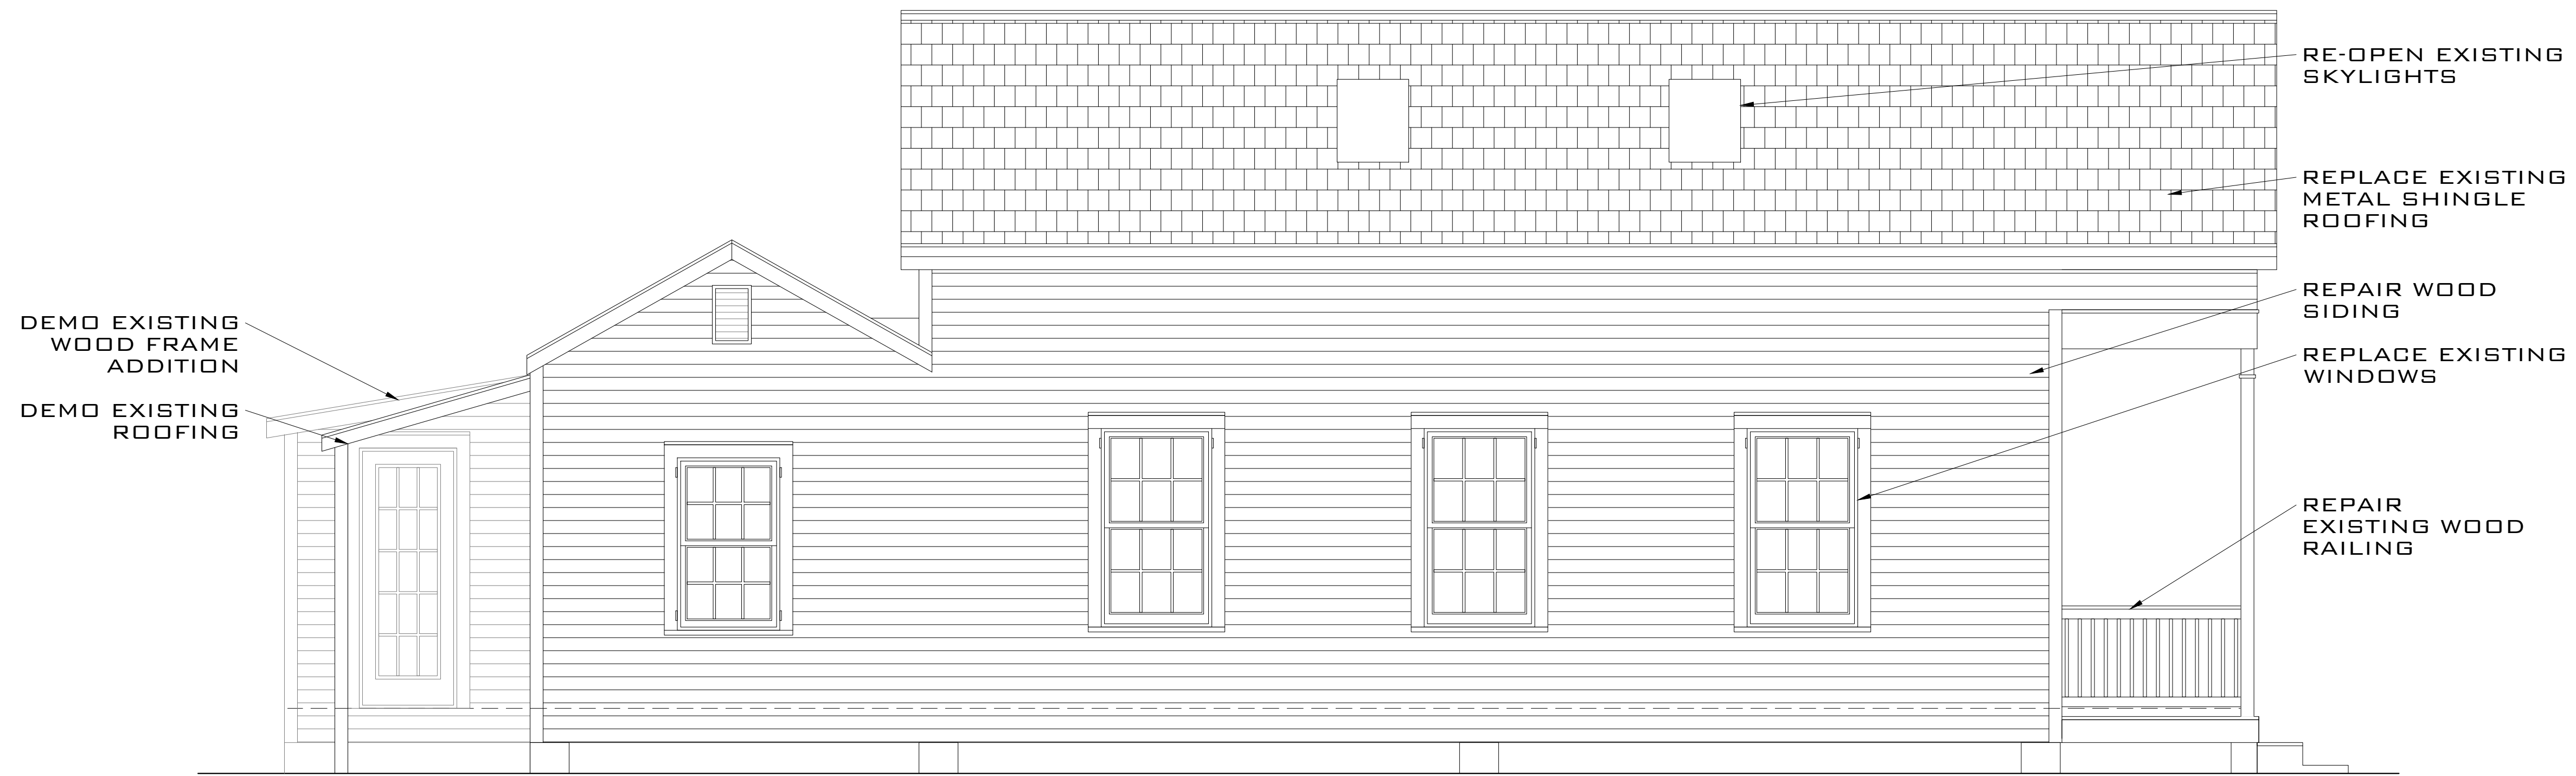 RE-OPEN EXISTING
SKYLIGHTS
REPLACE EXISTING
METAL SHINGLE
ROOFING
REPAIR WOOD
SIDING
REPLACE EXISTING
WINDOWS
REPAIR
EXISTING WOOD
RAILING
DEMO EXISTING
WOOD FRAME
ADDITION
DEMO EXISTING
ROOFING